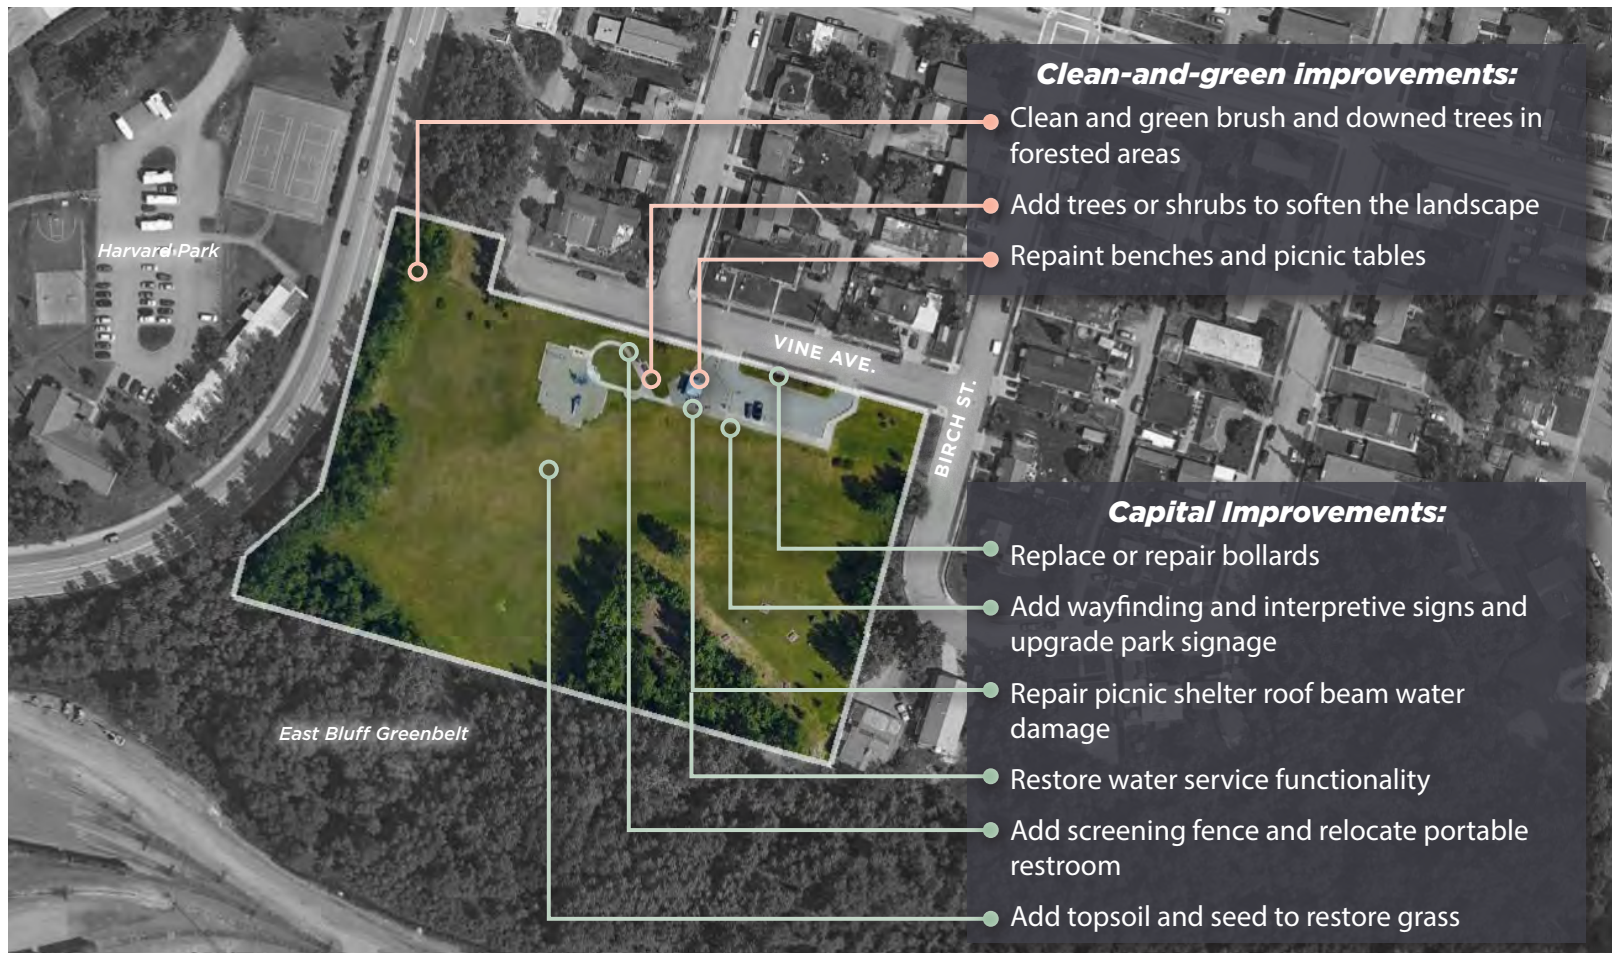 Clean-and-green improvements:
Clean and green brush and downed trees in
forested areas
Add trees or shrubs to soften the landscape
Repaint benches and picnic tables
Harvard Park
VINE AVE.
BIRCH ST.
East Bluff Greenbelt
Capital Improvements:
Replace or repair bollards
Add wayfinding and interpretive signs and
upgrade park signage
Repair picnic shelter roof beam water
damage
Restore water service functionality
Add screening fence and relocate portable
restroom
Add topsoil and seed to restore grass